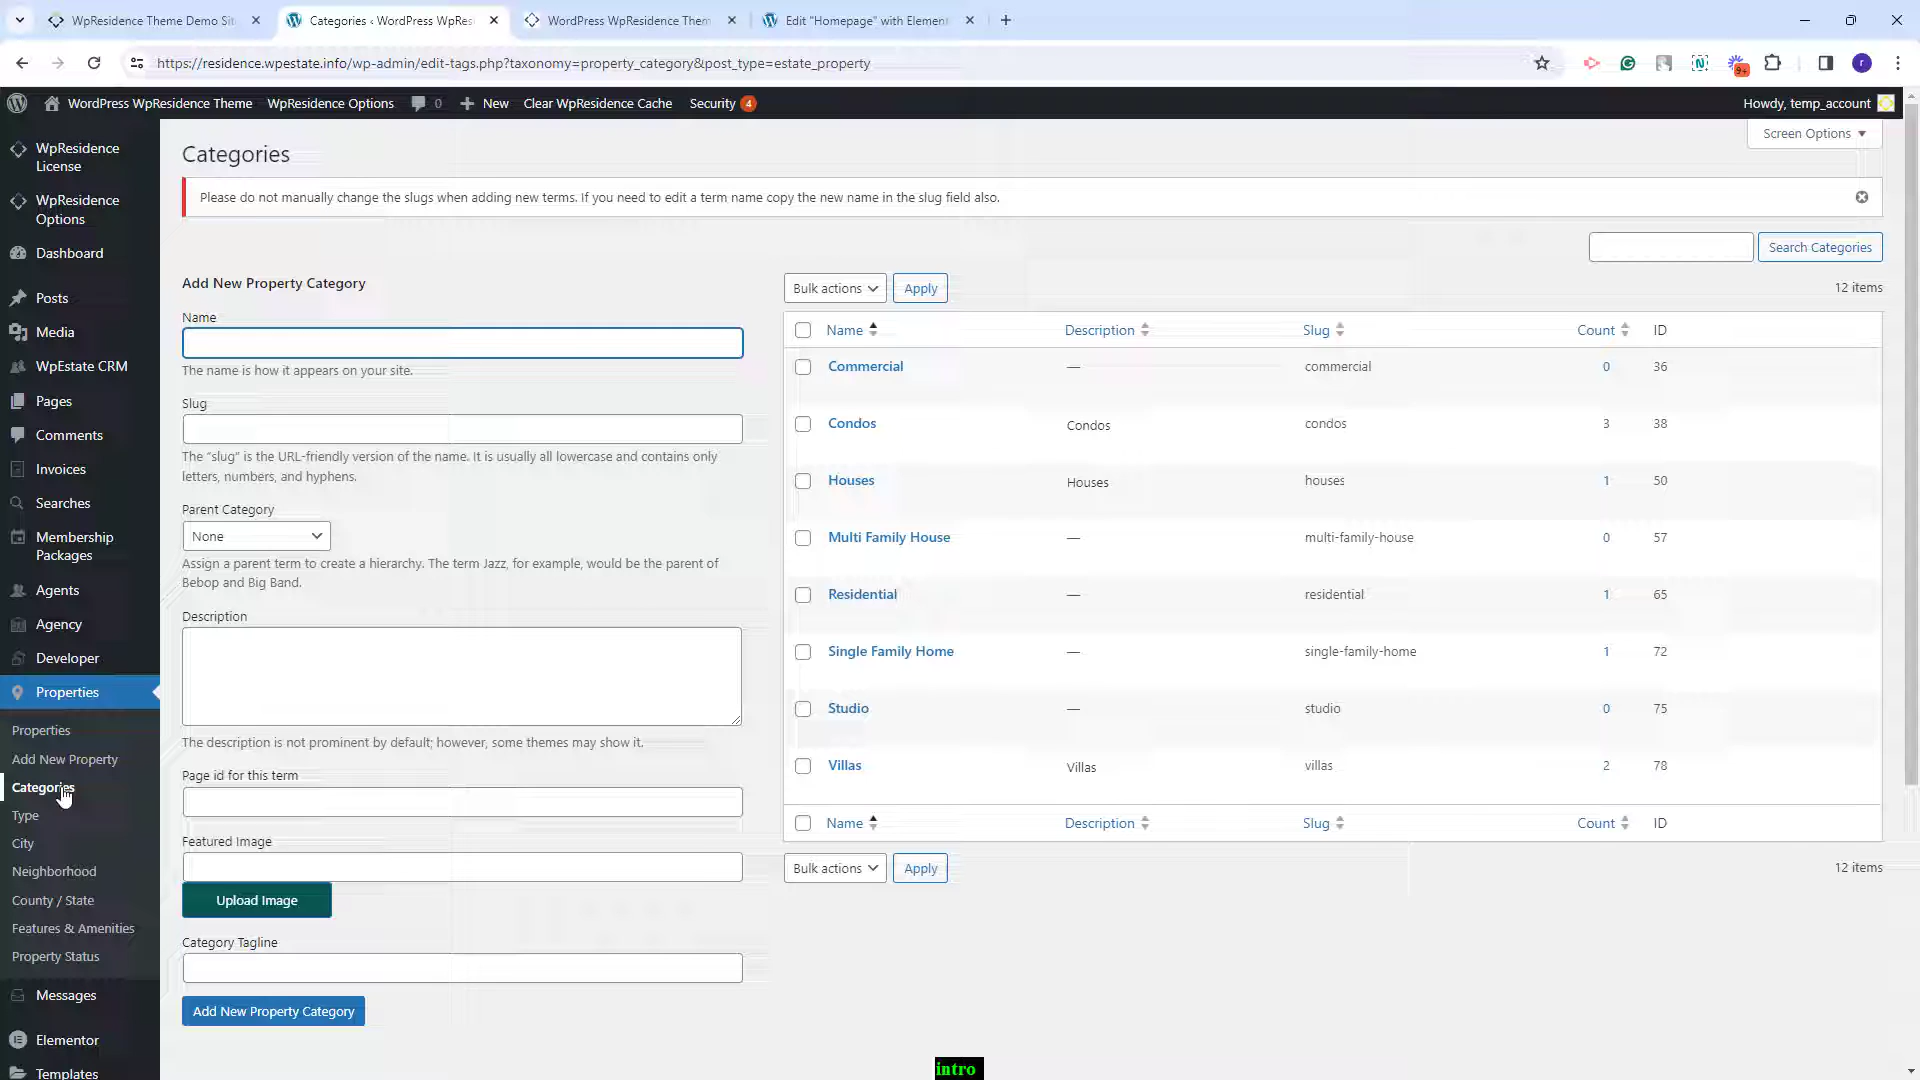 WpResidence Theme Demo Sit
Categories ‹ WordPress WpRes
WordPress WpResidence Them
Edit "Homepage" with Element
https://residence.wpestate.info/wp-admin/edit-tags.php?taxonomy=property_category&post_type=estate_property
9+
r
WordPress WpResidence Theme
WpResidence Options
0
New
Clear WpResidence Cache
Security 4
Howdy, temp_account
WpResidence
License
WpResidence
Options
Dashboard
Posts
Media
WpEstate CRM
Pages
Comments
Invoices
Searches
Membership
Packages
Agents
Agency
Developer
Properties
Properties
Add New Property
Categories
Type
City
Neighborhood
County / State
Features & Amenities
Property Status
Messages
Elementor
Templates
Screen Options
Categories
Please do not manually change the slugs when adding new terms. If you need to edit a term name copy the new name in the slug field also.
Search Categories
Add New Property Category
Name
The name is how it appears on your site.
Slug
The “slug” is the URL-friendly version of the name. It is usually all lowercase and contains only
letters, numbers, and hyphens.
Parent Category
None
Assign a parent term to create a hierarchy. The term Jazz, for example, would be the parent of
Bebop and Big Band.
Description
The description is not prominent by default; however, some themes may show it.
Page id for this term
Featured Image
Upload Image
Category Tagline
Add New Property Category
Bulk actions
Apply
12 items
Name Description Slug Count ID
Commercial — commercial 0 36
Condos Condos condos 3 38
Houses Houses houses 1 50
Multi Family House — multi-family-house 0 57
Residential — residential 1 65
Single Family Home — single-family-home 1 72
Studio — studio 0 75
Villas Villas villas 2 78
Name Description Slug Count ID
Bulk actions
Apply
12 items
intro